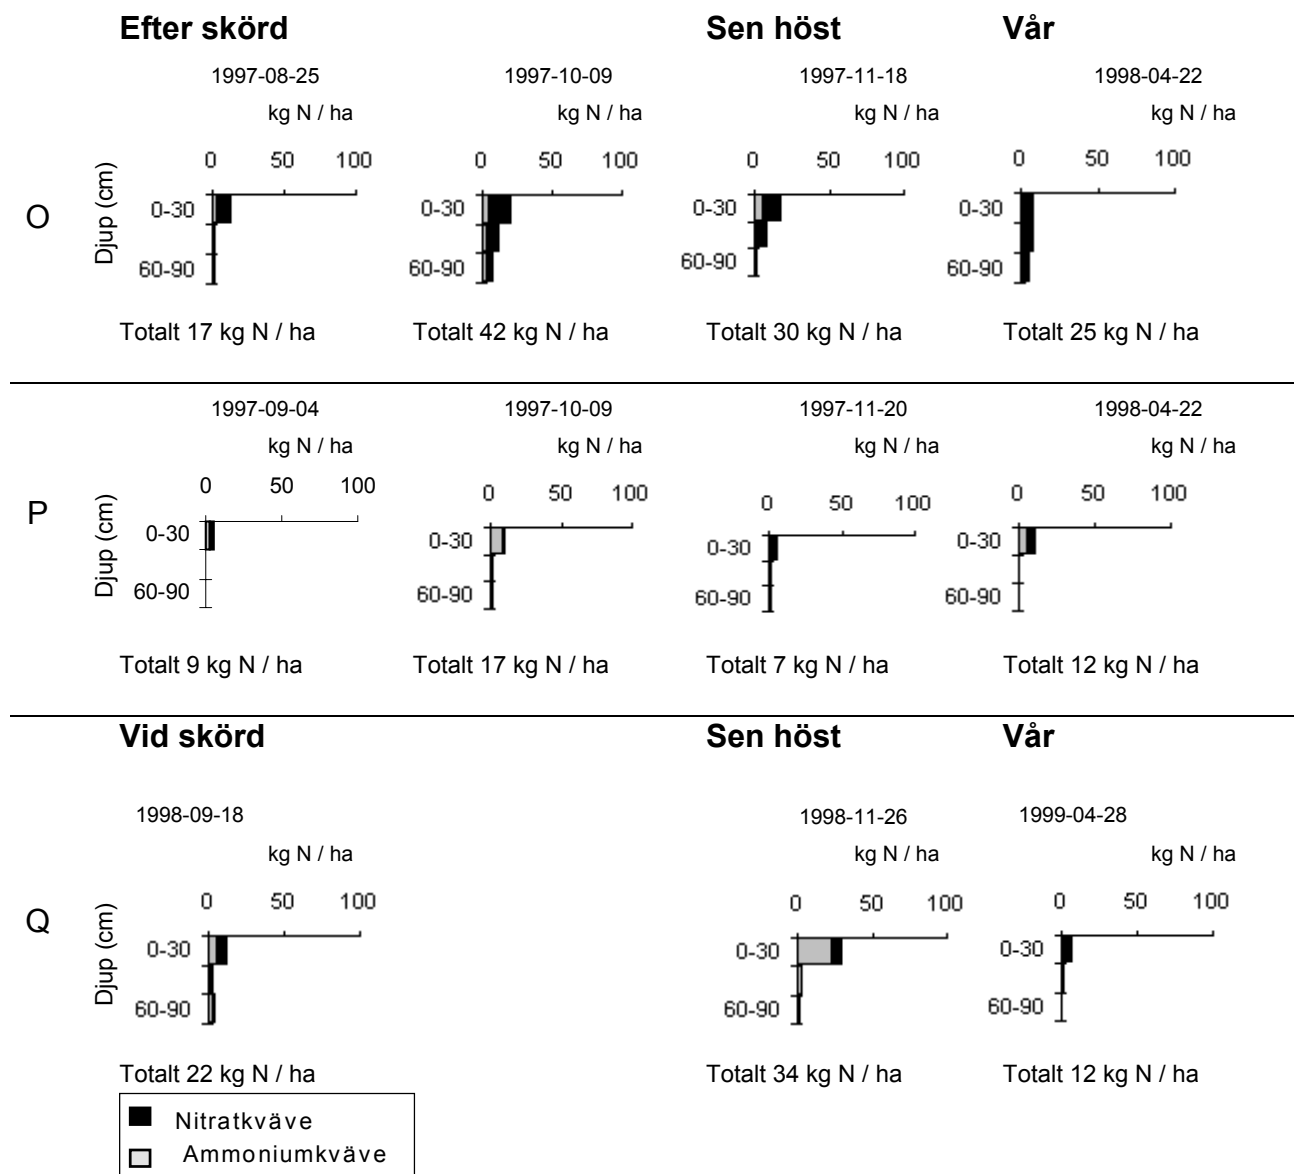 Efter skörd Sen höst Vår
1997-08-25 1997-10-09 1997-11-18 1998-04-22
kg N / ha kg N / ha kg N / ha kg N / ha
0 50 100 0 50 100 0 50 100 0 50 100
O Djup (cm) 0-30 0-30 0-30 0-30
60-90 60-90 60-90 60-90
Totalt 17 kg N / ha Totalt 42 kg N / ha Totalt 30 kg N / ha Totalt 25 kg N / ha
1997-09-04 1997-10-09 1997-11-20 1998-04-22
kg N / ha kg N / ha kg N / ha kg N / ha
0 50 100 0 50 100 0 50 100 0 50 100
P Djup (cm) 0-30 0-30 0-30 0-30
60-90 60-90 60-90 60-90
Totalt 9 kg N / ha Totalt 17 kg N / ha Totalt 7 kg N / ha Totalt 12 kg N / ha
Vid skörd Sen höst Vår
1998-09-18 1998-11-26 1999-04-28
kg N / ha kg N / ha kg N / ha
0 50 100 0 50 100 0 50 100
Q Djup (cm) 0-30 0-30 0-30
60-90 60-90 60-90
Totalt 22 kg N / ha Totalt 34 kg N / ha Totalt 12 kg N / ha
Nitratkväve
Ammoniumkväve